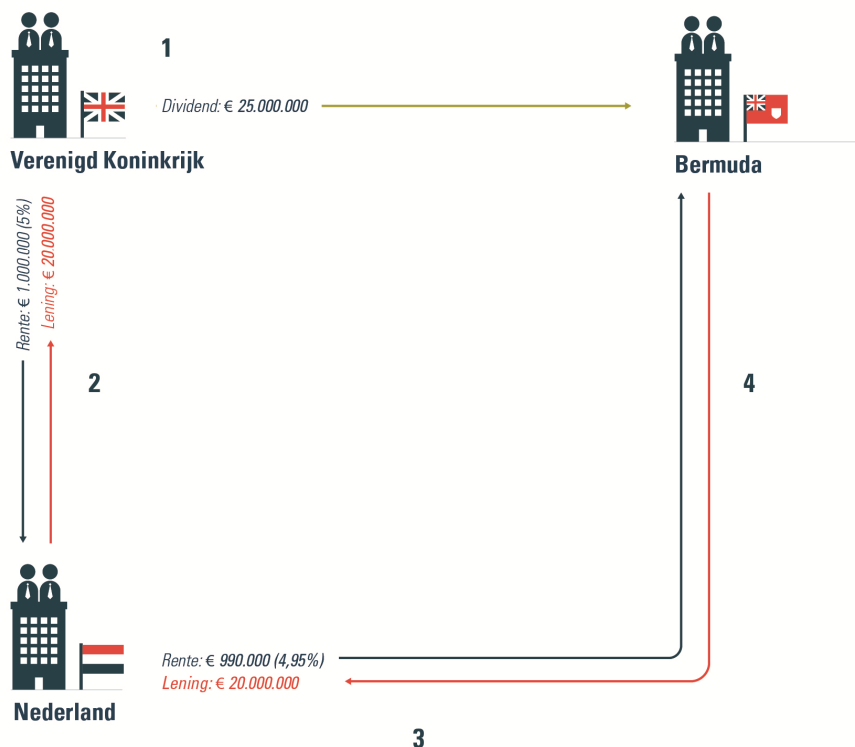 1
Dividend: € 25.000.000
Verenigd Koninkrijk
Bermuda
Rente: € 1.000.000 (5%)
Lening: € 20.000.000
2
4
Rente: € 990.000 (4,95%)
Lening: € 20.000.000
Nederland
3